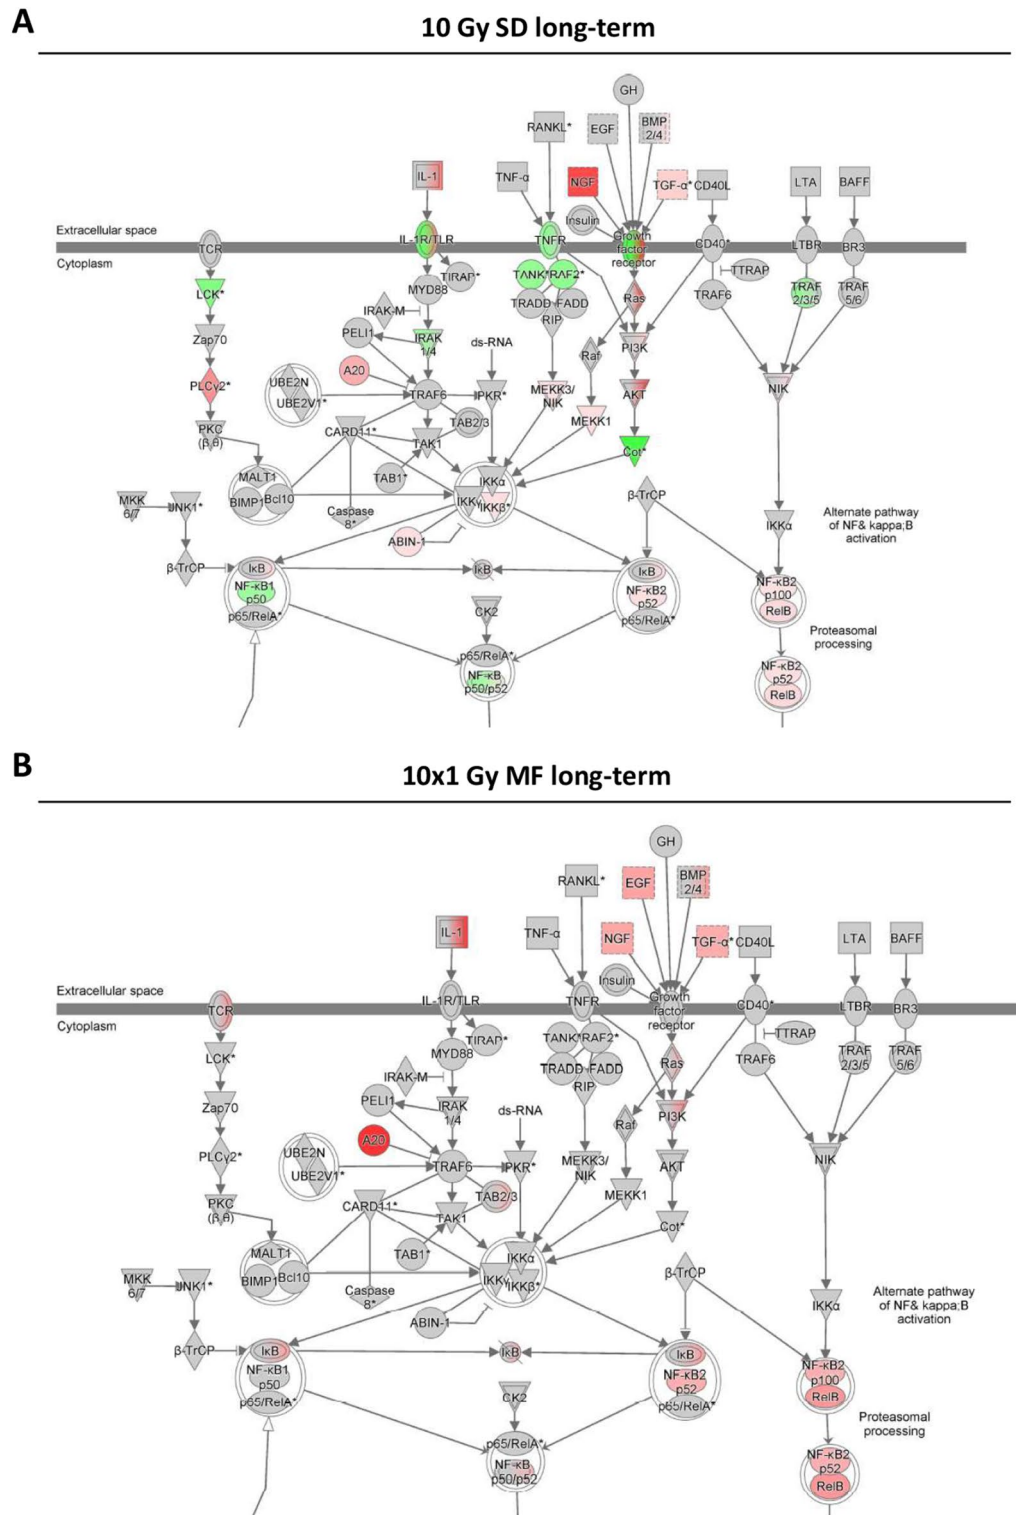 A
10 Gy SD long-term
GH
RANKL*
EGF
BMP
2/4
IL-1
TNF-α
NGF
TGF-α*
CD40L
LTA
BAFF
Insulin
Extracellular space
Cytoplasm
TCR
IL-1R/TLR
TNFR
Growth
factor
receptor
CD40*
LTBR
BR3
LCK*
MYD88
TIRAP*
TANK*
RAF2*
TTRAP
TRAF6
TRAF
2/3/5
TRAF
5/6
IRAK-M
TRADD
FADD
RIP
Ras
Zap70
PELI1
IRAK
1/4
ds-RNA
Raf
PI3K
PLCγ2*
A20
UBE2N
UBE2V1*
TRAF6
PKR*
MEKK3/
NIK
AKT
NIK
MEKK1
PKC
(β,θ)
CARD11*
TAK1
TAB2/3
Cot*
MALT1
BIMP1
Bcl10
TAB1*
IKKα
IKKγ
IKKβ*
β-TrCP
MKK
6/7
JNK1*
Caspase
8*
ABIN-1
IKKα
Alternate pathway
of NF& kappa;B
activation
β-TrCP
IκB
NF-κB1
p50
p65/RelA*
IκB
IκB
NF-κB2
p52
p65/RelA*
NF-κB2
p100
RelB
CK2
Proteasomal
processing
p65/RelA*
NF-κB
p50/p52
NF-κB2
p52
RelB
B
10x1 Gy MF long-term
GH
RANKL*
EGF
BMP
2/4
IL-1
TNF-α
NGF
TGF-α*
CD40L
LTA
BAFF
Insulin
Extracellular space
Cytoplasm
TCR
IL-1R/TLR
TNFR
Growth
factor
receptor
CD40*
LTBR
BR3
LCK*
MYD88
TIRAP*
TANK*
RAF2*
TTRAP
TRAF6
TRAF
2/3/5
TRAF
5/6
IRAK-M
TRADD
FADD
RIP
Ras
Zap70
PELI1
IRAK
1/4
ds-RNA
Raf
PI3K
PLCγ2*
A20
UBE2N
UBE2V1*
TRAF6
PKR*
MEKK3/
NIK
AKT
NIK
MEKK1
PKC
(β,θ)
CARD11*
TAK1
TAB2/3
Cot*
MALT1
BIMP1
Bcl10
TAB1*
IKKα
IKKγ
IKKβ*
β-TrCP
MKK
6/7
JNK1*
Caspase
8*
ABIN-1
IKKα
Alternate pathway
of NF& kappa;B
activation
β-TrCP
IκB
NF-κB1
p50
p65/RelA*
IκB
IκB
NF-κB2
p52
p65/RelA*
NF-κB2
p100
RelB
CK2
Proteasomal
processing
p65/RelA*
NF-κB
p50/p52
NF-κB2
p52
RelB